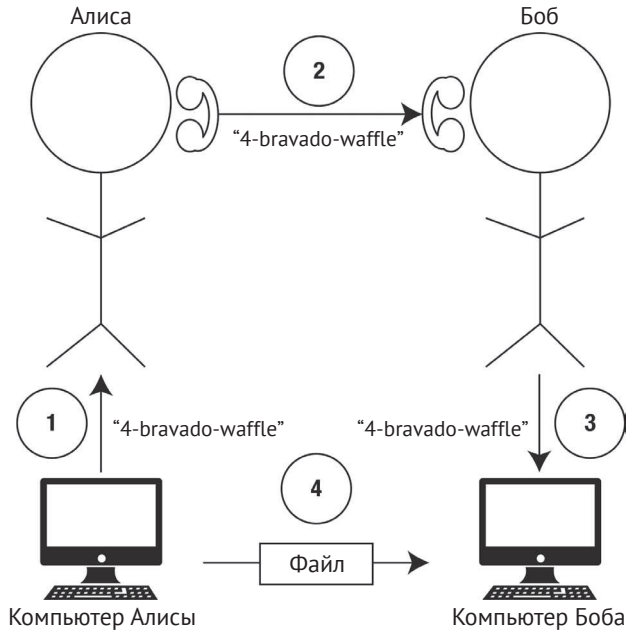 Алиса
Боб
2
“4-bravado-waffle”
1
“4-bravado-waffle”
“4-bravado-waffle”
3
4
Файл
Компьютер Алисы
Компьютер Боба